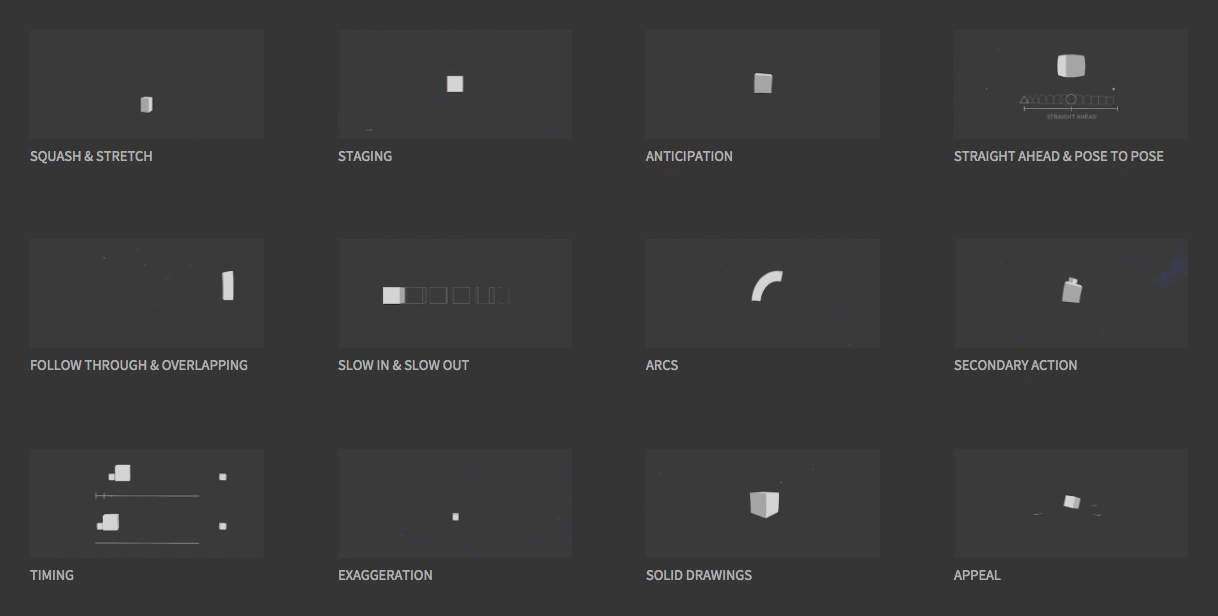 STRAIGHT AHEAD
SQUASH & STRETCH
STAGING
ANTICIPATION
STRAIGHT AHEAD & POSE TO POSE
FOLLOW THROUGH & OVERLAPPING
SLOW IN & SLOW OUT
ARCS
SECONDARY ACTION
TIMING
EXAGGERATION
SOLID DRAWINGS
APPEAL